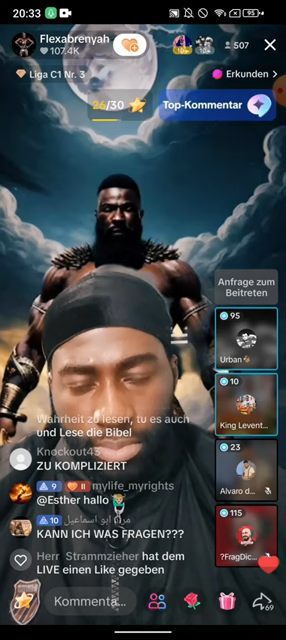 20:33
95
Flexabrenyah
107.4K
507
Liga C1 Nr. 3
Erkunden >
26/30
Top-Kommentar
Anfrage zum
Beitreten
95
Urban
10
King Levent...
23
Alvaro d...
115
?FragDic...
Wahrheit zu lesen, tu es auch
und Lese die Bibel
Knockout43
ZU KOMPLIZIERT
9 II mylife_myrights
@Esther hallo
10 مراد ابو اسماعيل
KANN ICH WAS FRAGEN???
Herr Strammzieher hat dem
LIVE einen Like gegeben
Kommenta...
69